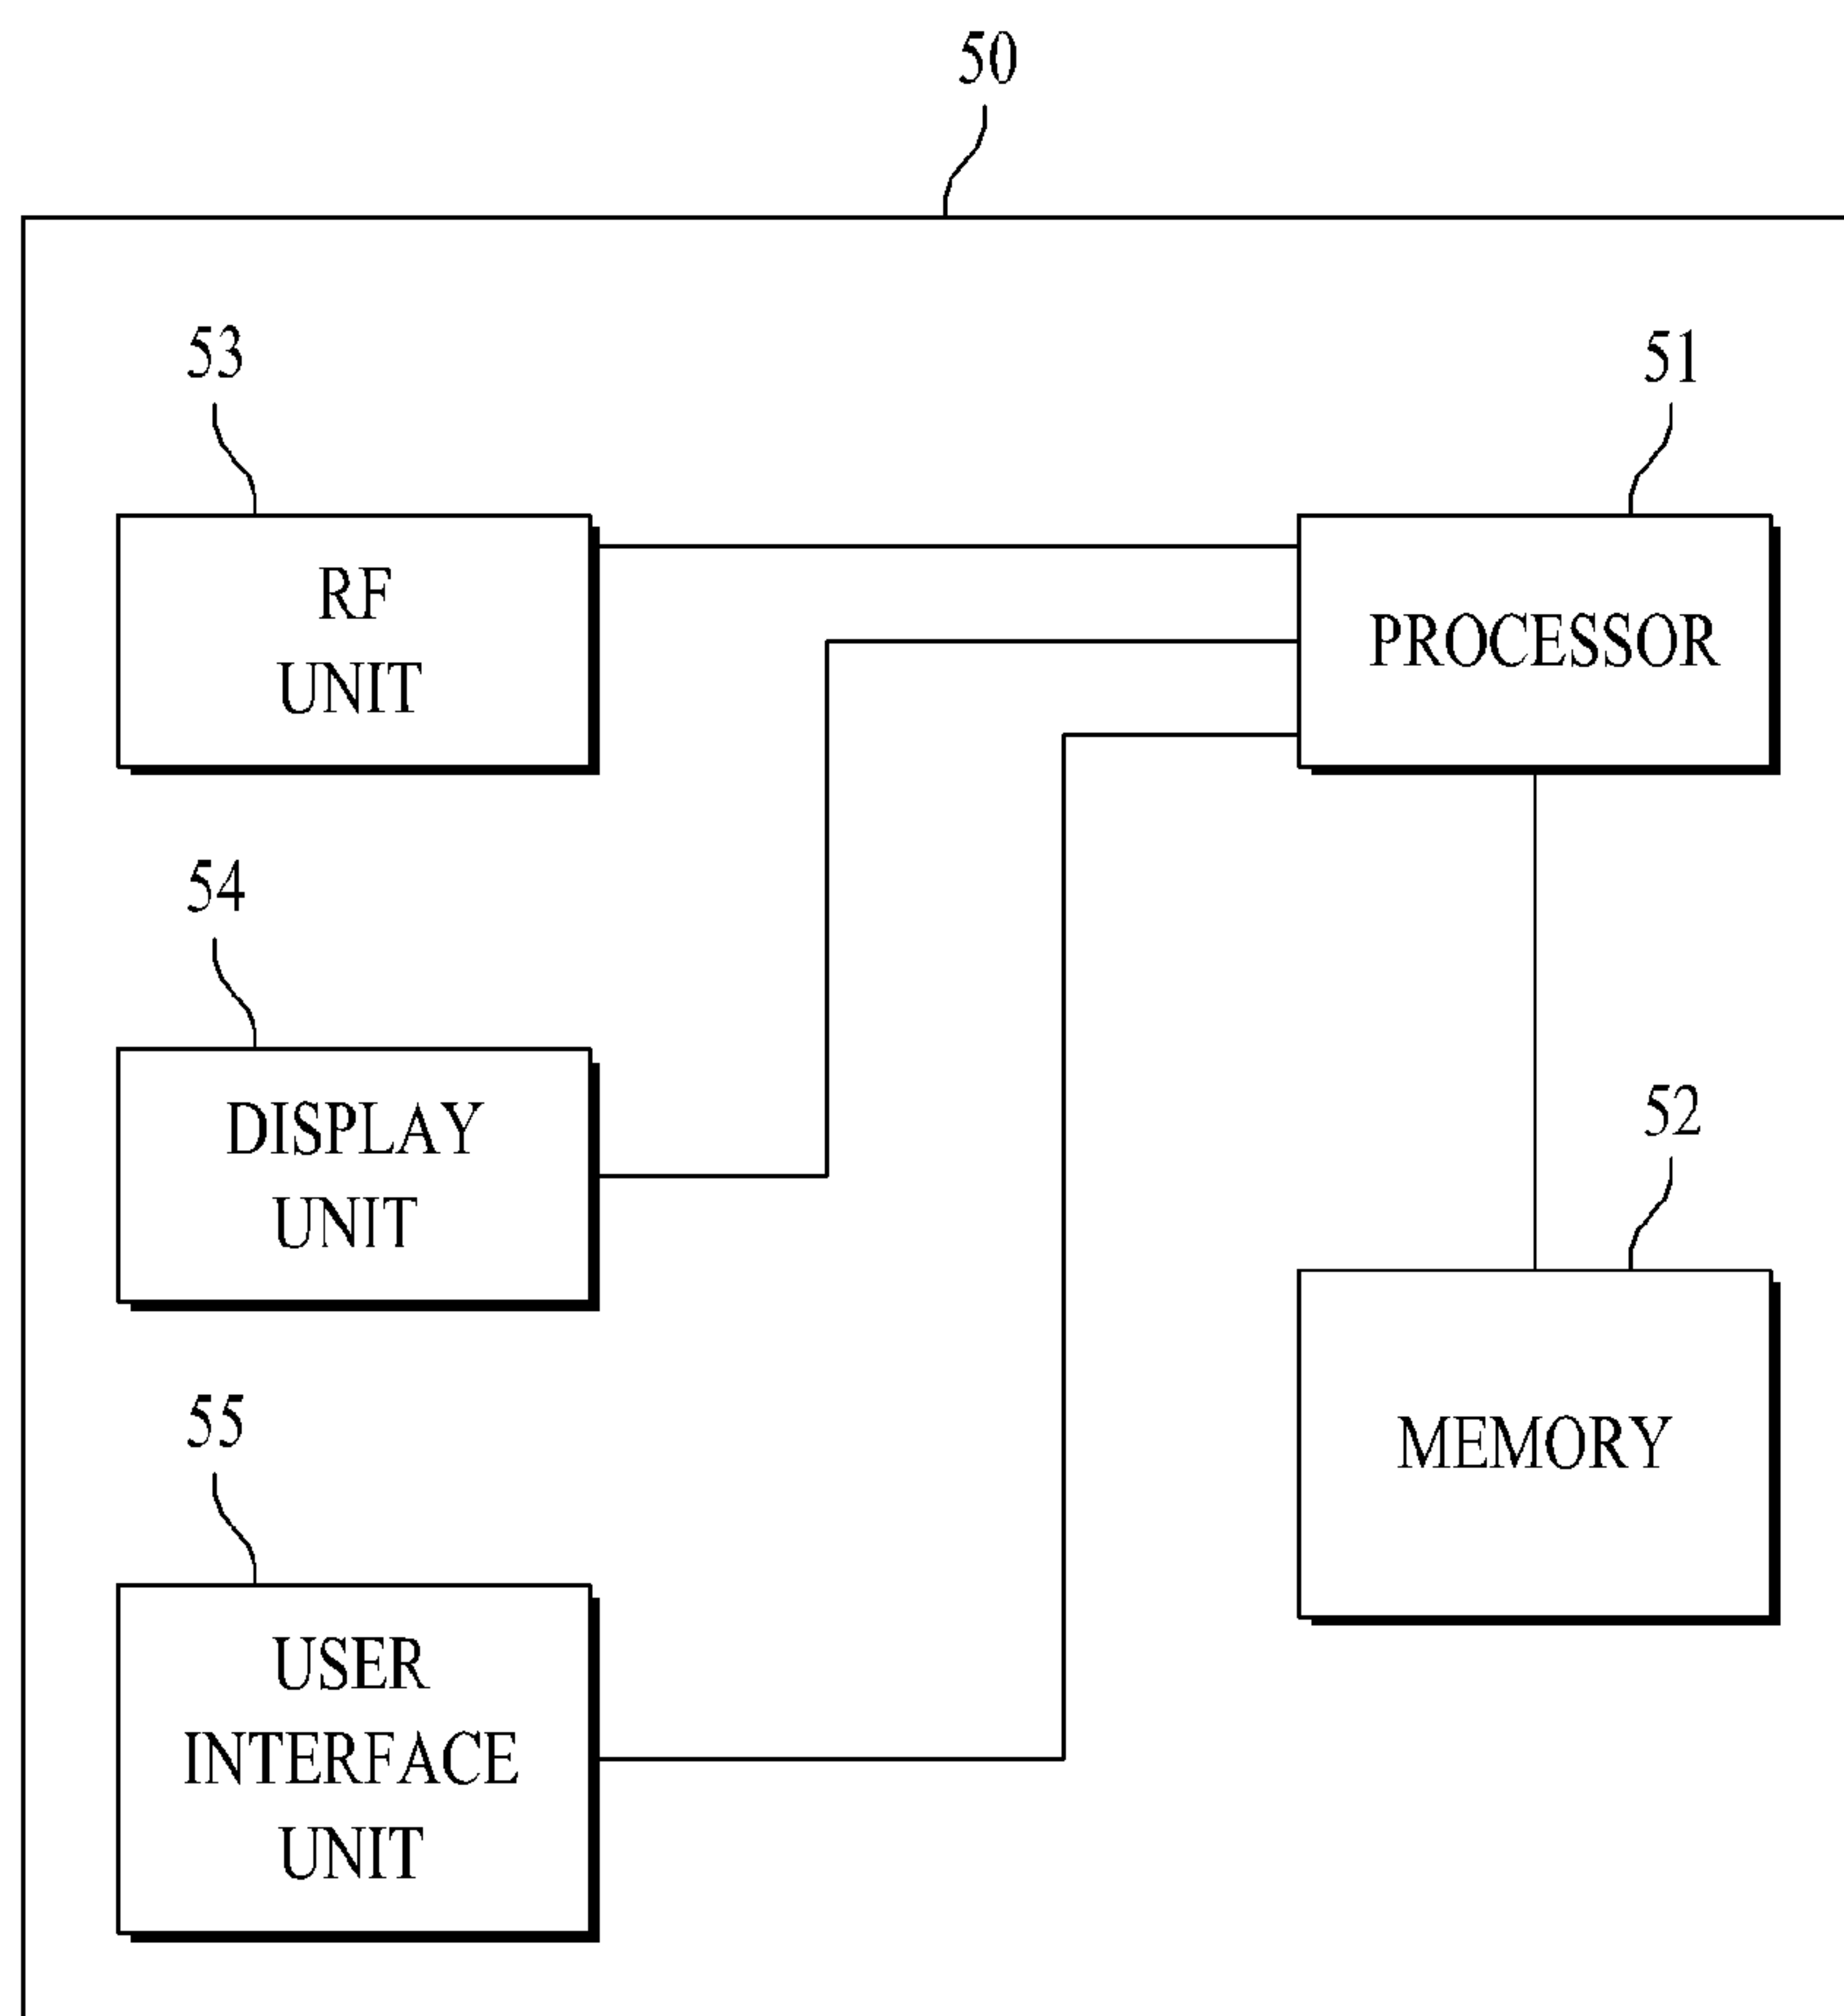 50
53
51
RF
UNIT
PROCESSOR
54
52
DISPLAY
UNIT
MEMORY
55
USER
INTERFACE
UNIT